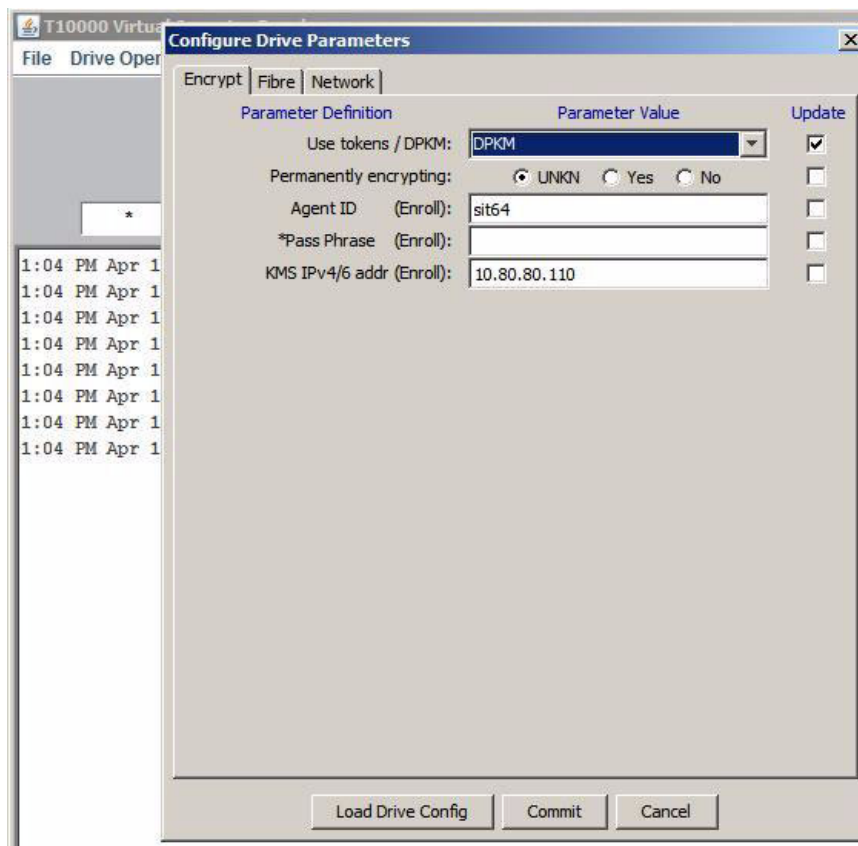 T10000 Virtual
Configure Drive Parameters
File Drive Oper
Encrypt Fibre Network
Parameter Definition Parameter Value Update
Use tokens / DPKM: DPKM
Permanently encrypting: UNKN Yes No
*
Agent ID (Enroll): sit64
*Pass Phrase (Enroll):
KMS IPv4/6 addr (Enroll): 10.80.80.110
1:04 PM Apr 1
1:04 PM Apr 1
1:04 PM Apr 1
1:04 PM Apr 1
1:04 PM Apr 1
1:04 PM Apr 1
1:04 PM Apr 1
1:04 PM Apr 1
Load Drive Config Commit Cancel